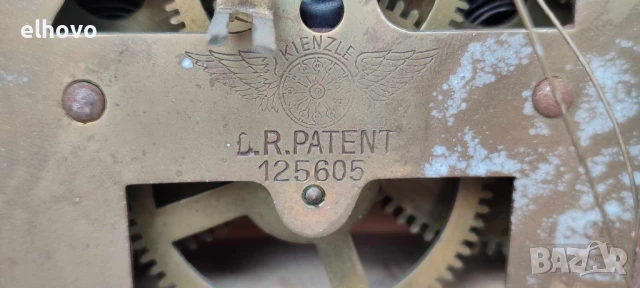 elhovo
KIENZLE
D.R.PATENT
125605
BAZAR